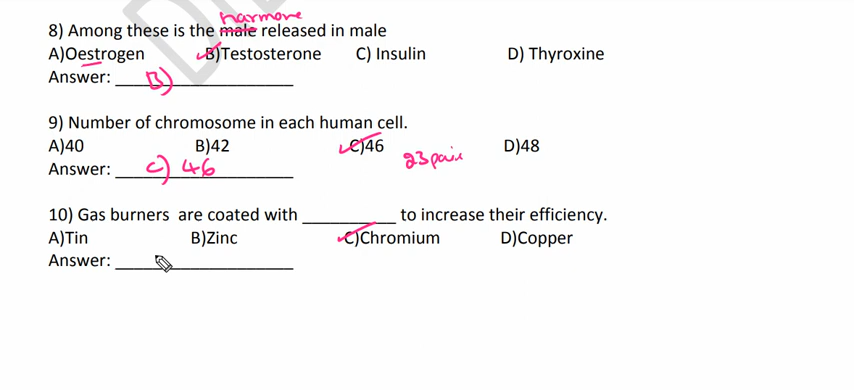 harmone
8) Among these is the male released in male
A)Oestrogen B)Testosterone C) Insulin D) Thyroxine
Answer: B)
9) Number of chromosome in each human cell.
A)40 B)42 C)46 D)48
23 pair
Answer: C) 46
10) Gas burners are coated with __________ to increase their efficiency.
A)Tin B)Zinc C)Chromium D)Copper
Answer: ____________________